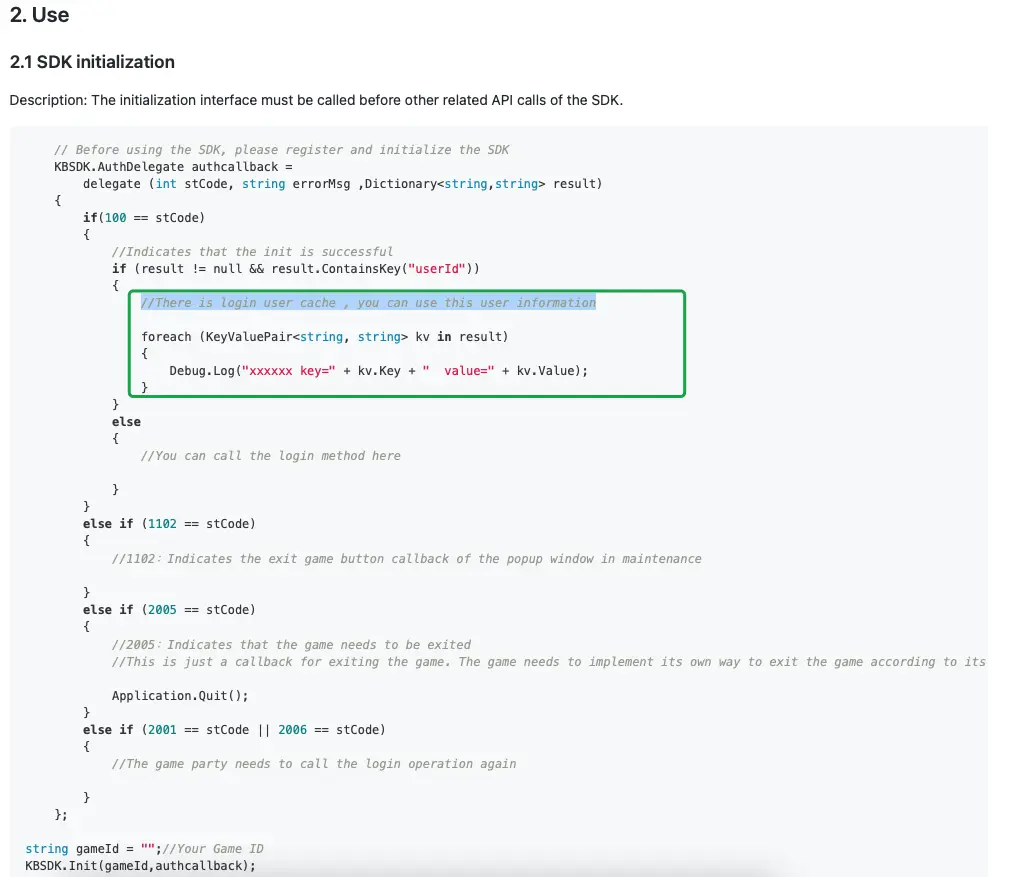 2. Use
2.1 SDK initialization
Description: The initialization interface must be called before other related API calls of the SDK.
// Before using the SDK, please register and initialize the SDK
KBSDK.AuthDelegate authcallback =
delegate (int stCode, string errorMsg ,Dictionary<string,string> result)
{
if(100 == stCode)
{
//Indicates that the init is successful
if (result != null && result.ContainsKey("userId"))
{
//There is login user cache , you can use this user information
foreach (KeyValuePair<string, string> kv in result)
{
Debug.Log("xxxxxx key=" + kv.Key + "  value=" + kv.Value);
}
}
else
{
//You can call the login method here
}
}
else if (1102 == stCode)
{
//1102：Indicates the exit game button callback of the popup window in maintenance
}
else if (2005 == stCode)
{
//2005：Indicates that the game needs to be exited
//This is just a callback for exiting the game. The game needs to implement its own way to exit the game according to its
Application.Quit();
}
else if (2001 == stCode || 2006 == stCode)
{
//The game party needs to call the login operation again
}
};
string gameId = "";//Your Game ID
KBSDK.Init(gameId,authcallback);